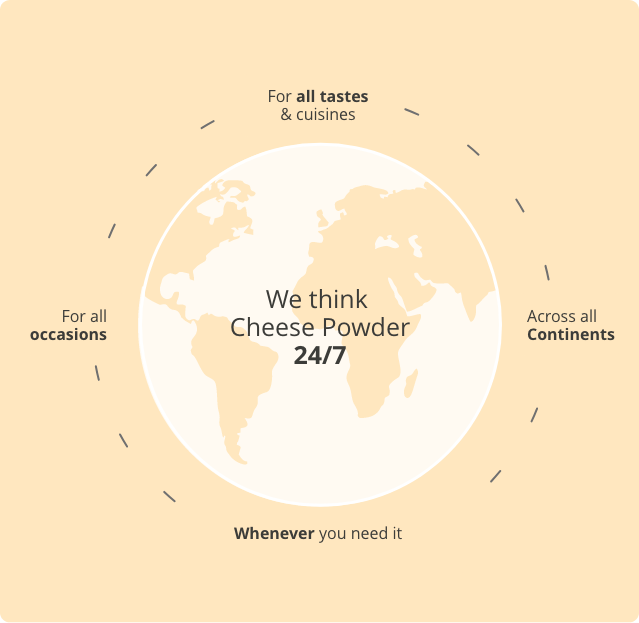 For all tastes
& cuisines
We think
Cheese Powder
24/7
For all
occasions
Across all
Continents
Whenever you need it